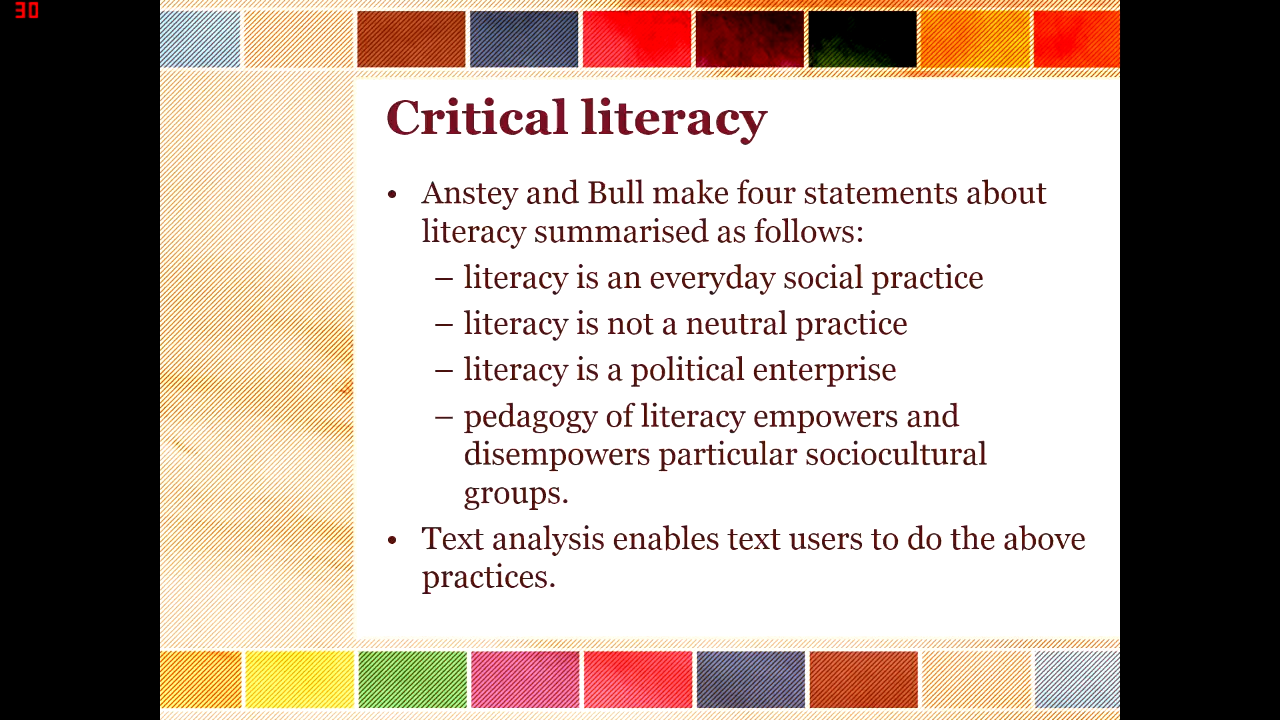 30
Critical literacy
• Anstey and Bull make four statements about
literacy summarised as follows:
– literacy is an everyday social practice
– literacy is not a neutral practice
– literacy is a political enterprise
– pedagogy of literacy empowers and
disempowers particular sociocultural
groups.
• Text analysis enables text users to do the above
practices.